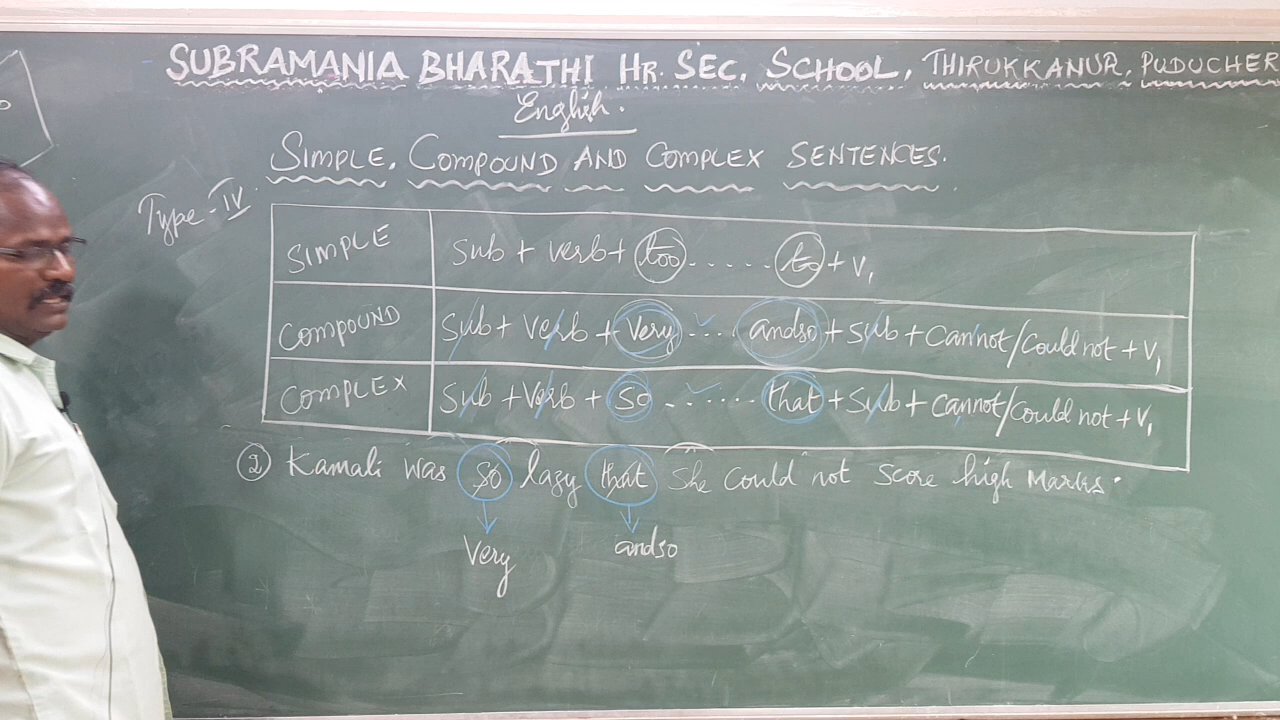 SUBRAMANIA BHARATHI HR. SEC. SCHOOL, THIRUKKANUR, PUDUCHER
English.
SIMPLE, COMPOUND AND COMPLEX SENTENCES.
Type-IV
SIMPLE Sub + verb + too ...... to + V1
COMPOUND Sub + Verb + Very ..... andso + Sub + Cannot/Could not + V1
COMPLEX Sub + Verb + so ....... that + Sub + Cannot/Could not + V1
② Kamali was so lazy that she could not score high Marks.
Very andso